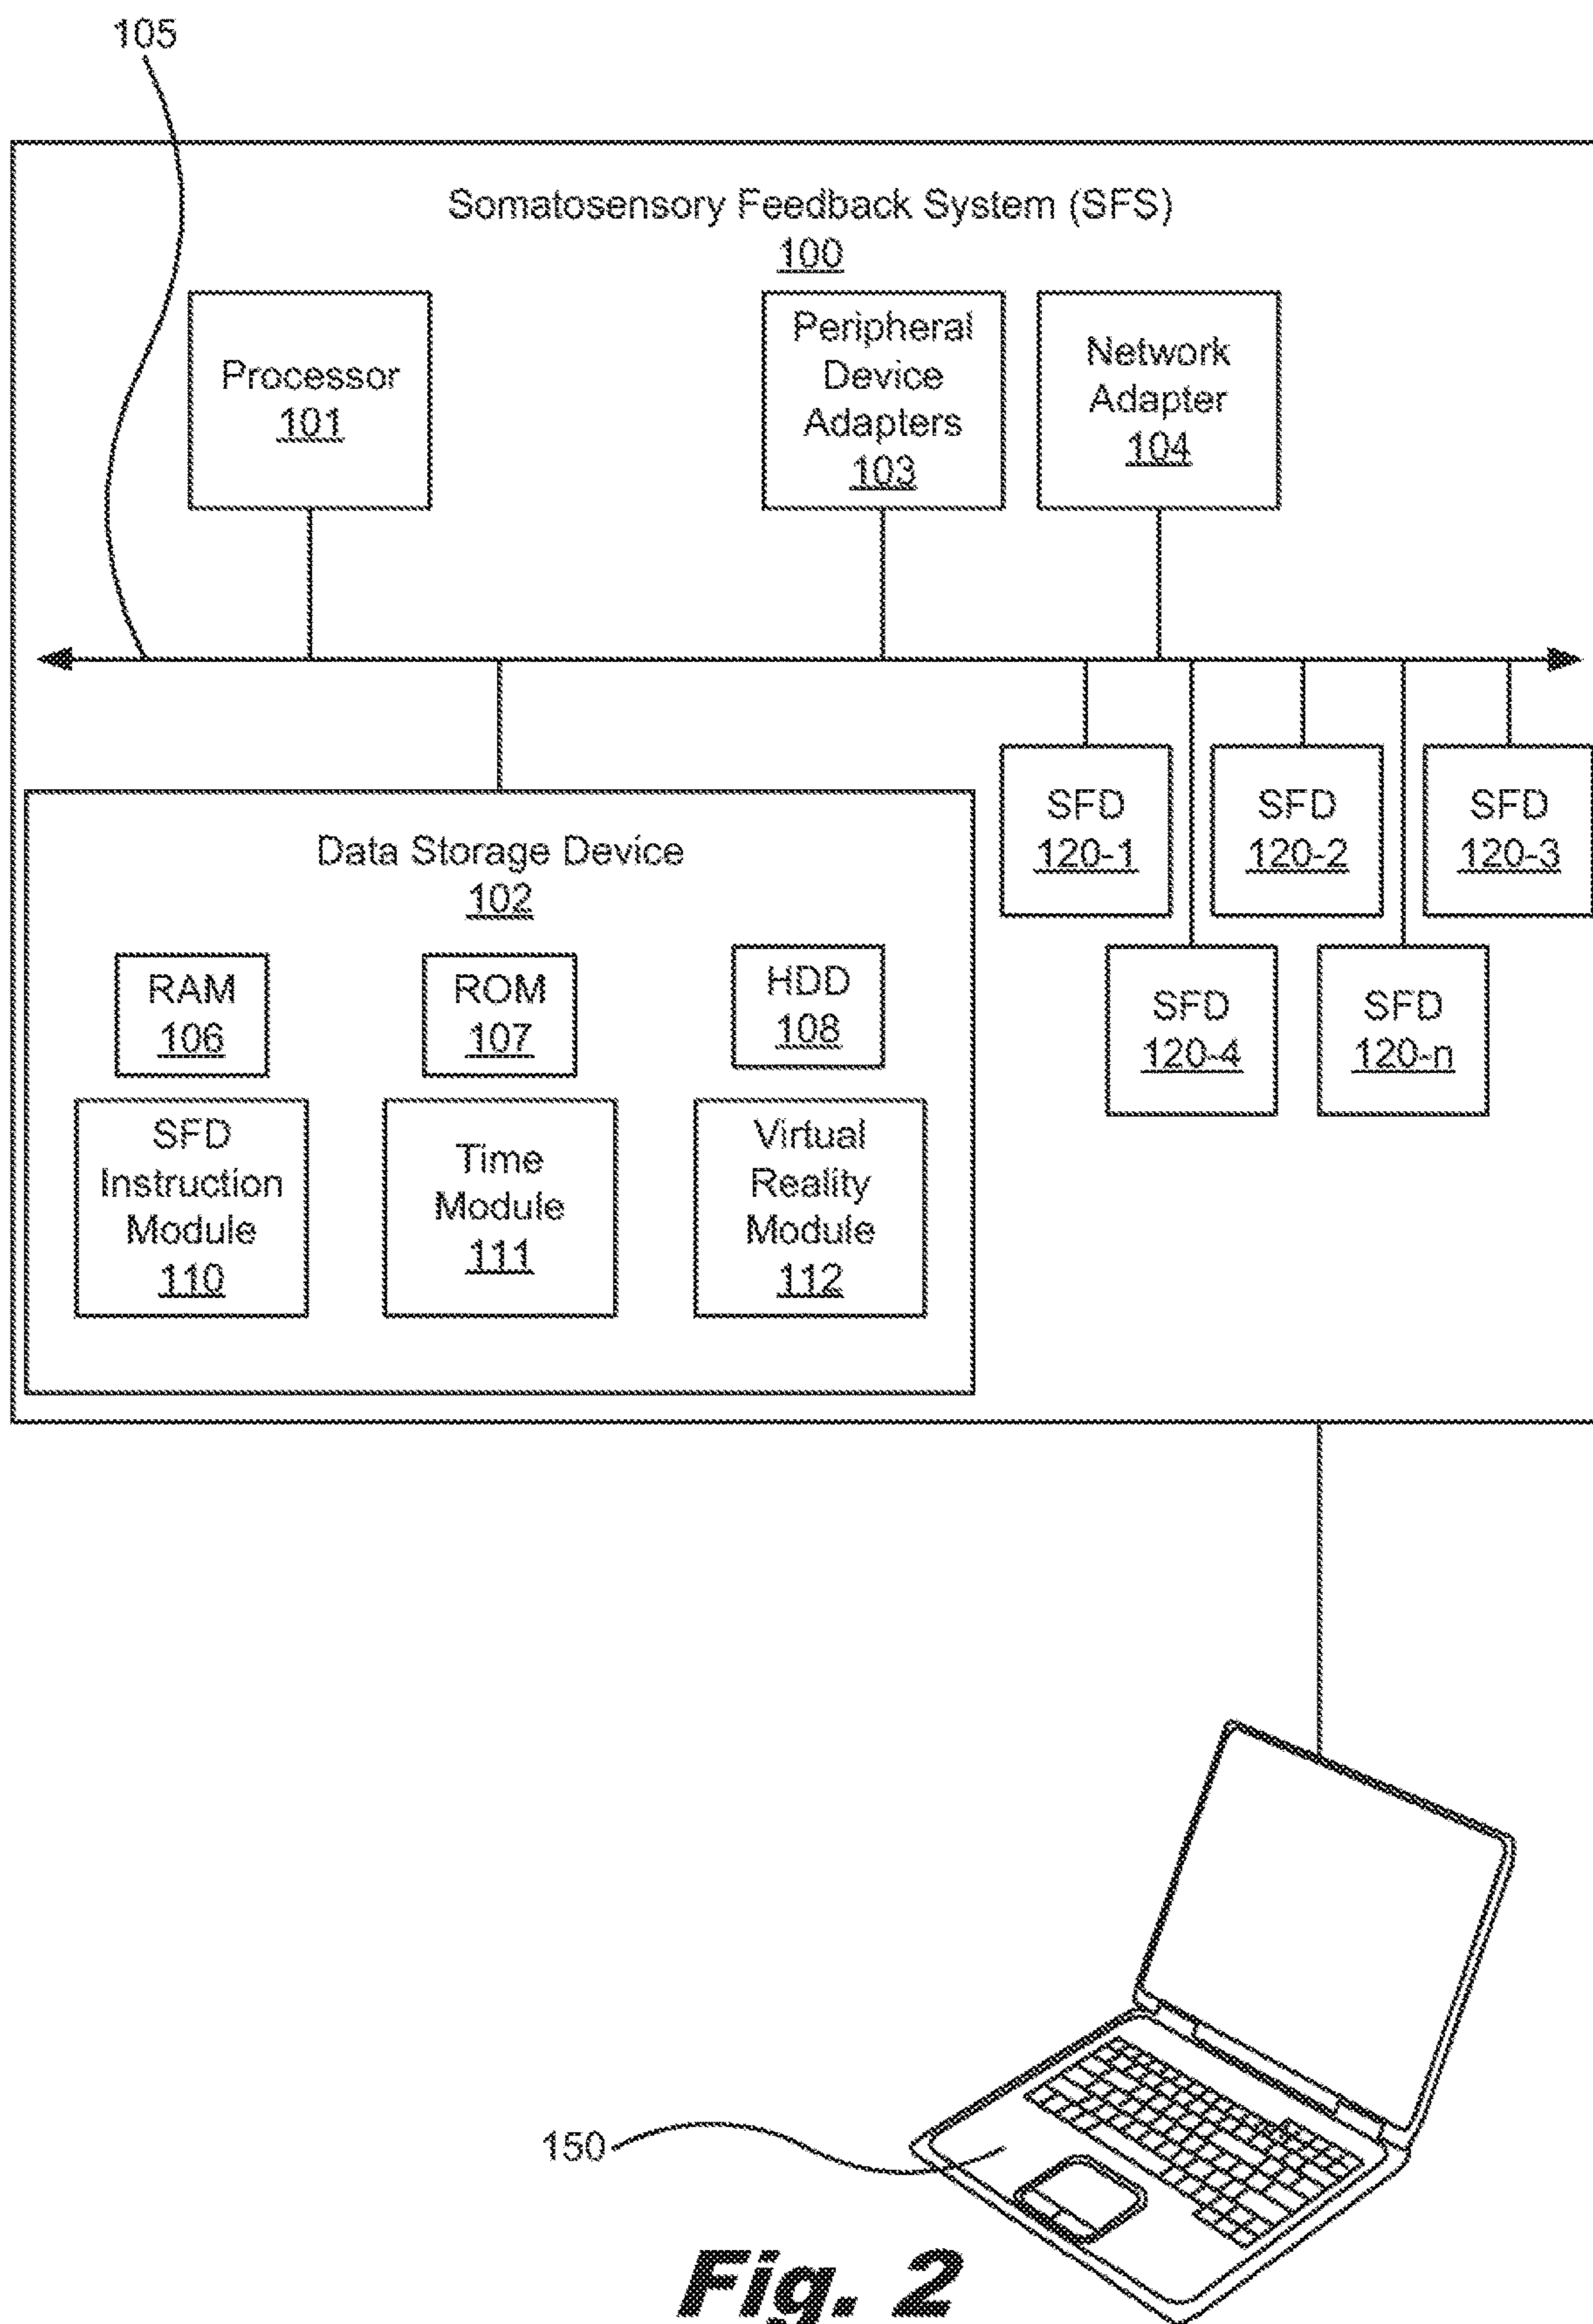 105
Somatosensory Feedback System (SFS)
100
Processor
101
Peripheral
Device
Adapters
103
Network
Adapter
104
Data Storage Device
102
RAM
106
ROM
107
HDD
108
SFD
Instruction
Module
110
Time
Module
111
Virtual
Reality
Module
112
SFD
120-1
SFD
120-2
SFD
120-3
SFD
120-4
SFD
120-n
150
Fig. 2